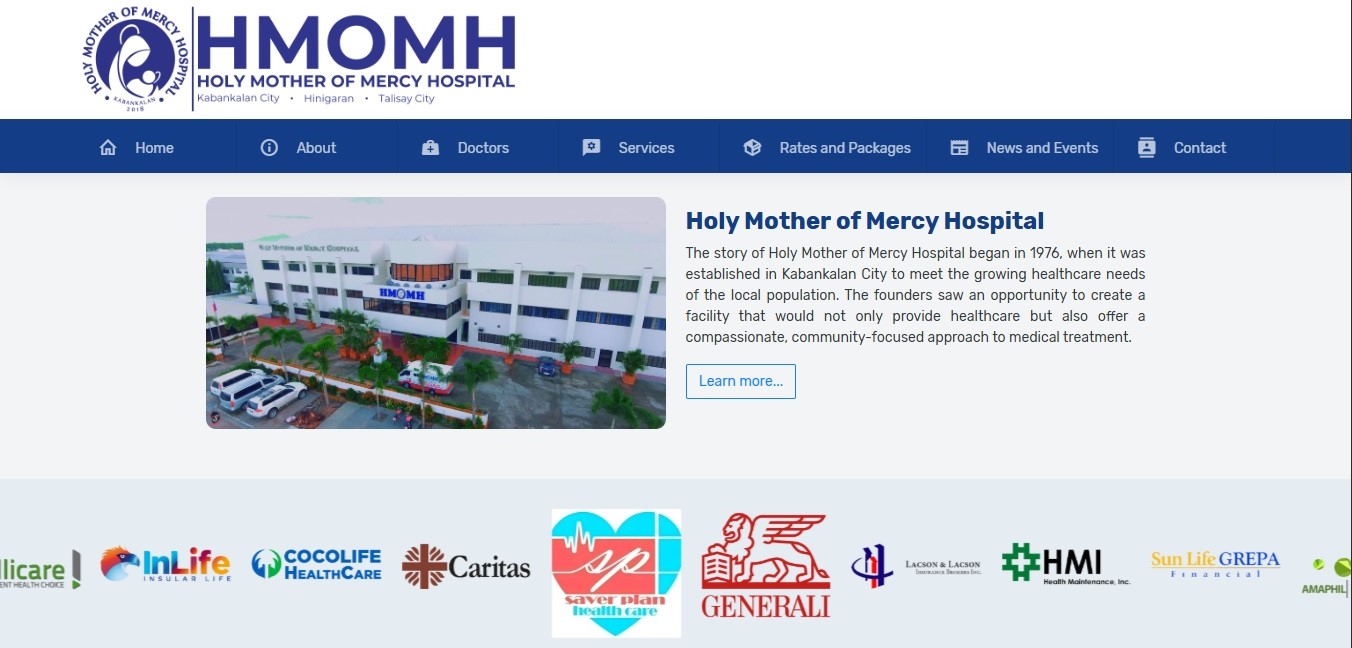 HOLY MOTHER OF MERCY HOSPITAL
KABANKALAN
2018
HMOMH
HOLY MOTHER OF MERCY HOSPITAL
Kabankalan City • Hinigaran • Talisay City
Home
About
Doctors
Services
Rates and Packages
News and Events
Contact
HOLY MOTHER OF MERCY HOSPITAL
HMOMH
Holy Mother of Mercy Hospital
The story of Holy Mother of Mercy Hospital began in 1976, when it was
established in Kabankalan City to meet the growing healthcare needs
of the local population. The founders saw an opportunity to create a
facility that would not only provide healthcare but also offer a
compassionate, community-focused approach to medical treatment.
Learn more...
llicare
ENT HEALTH CHOICE
InLife
INSULAR LIFE
COCOLIFE
HEALTHCARE
Caritas
sp
saver plan
health care
GENERALI
LACSON & LACSON
INSURANCE BROKERS INC.
HMI
Health Maintenance, Inc.
Sun Life GREPA
Financial
AMAPHIL